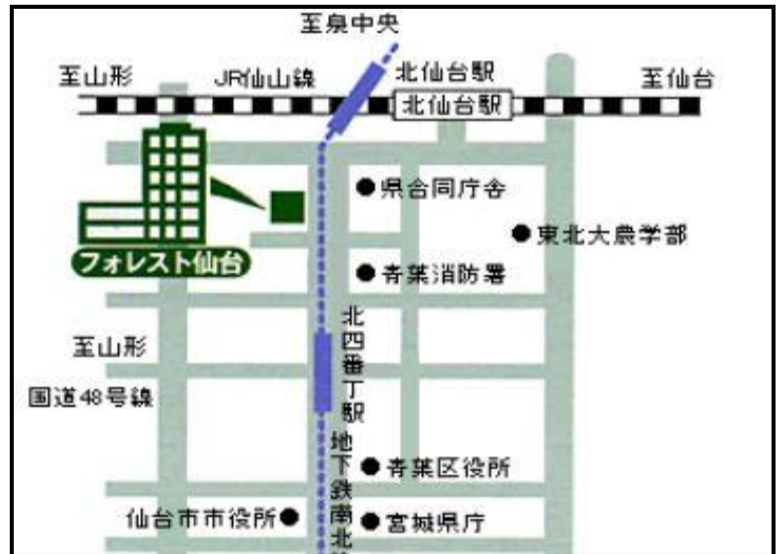 至泉中央
北仙台駅
至山形
JR仙山線
至仙台
北仙台駅
県合同庁舎
東北大農学部
フォレスト仙台
青葉消防署
北四番丁駅
至山形
国道48号線
地下鉄南北
青葉区役所
仙台市市役所
宮城県庁